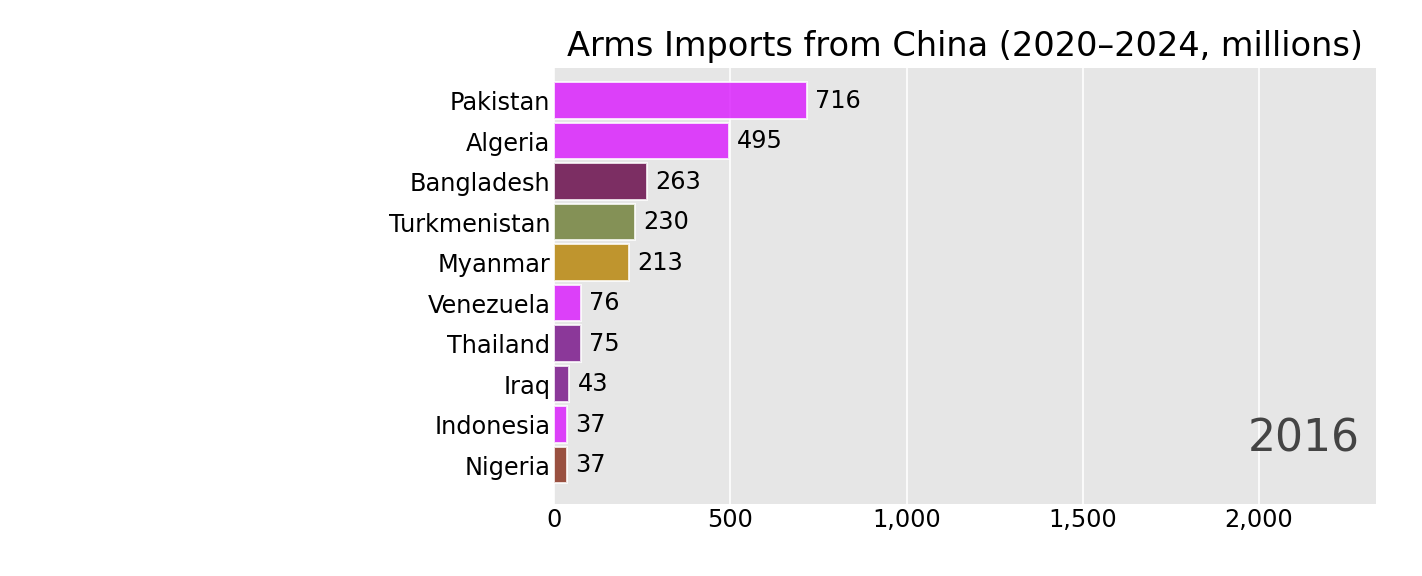 Arms Imports from China (2020–2024, millions)
Pakistan 716
Algeria 495
Bangladesh 263
Turkmenistan 230
Myanmar 213
Venezuela 76
Thailand 75
Iraq 43
Indonesia 37
2016
Nigeria 37
0 500 1,000 1,500 2,000